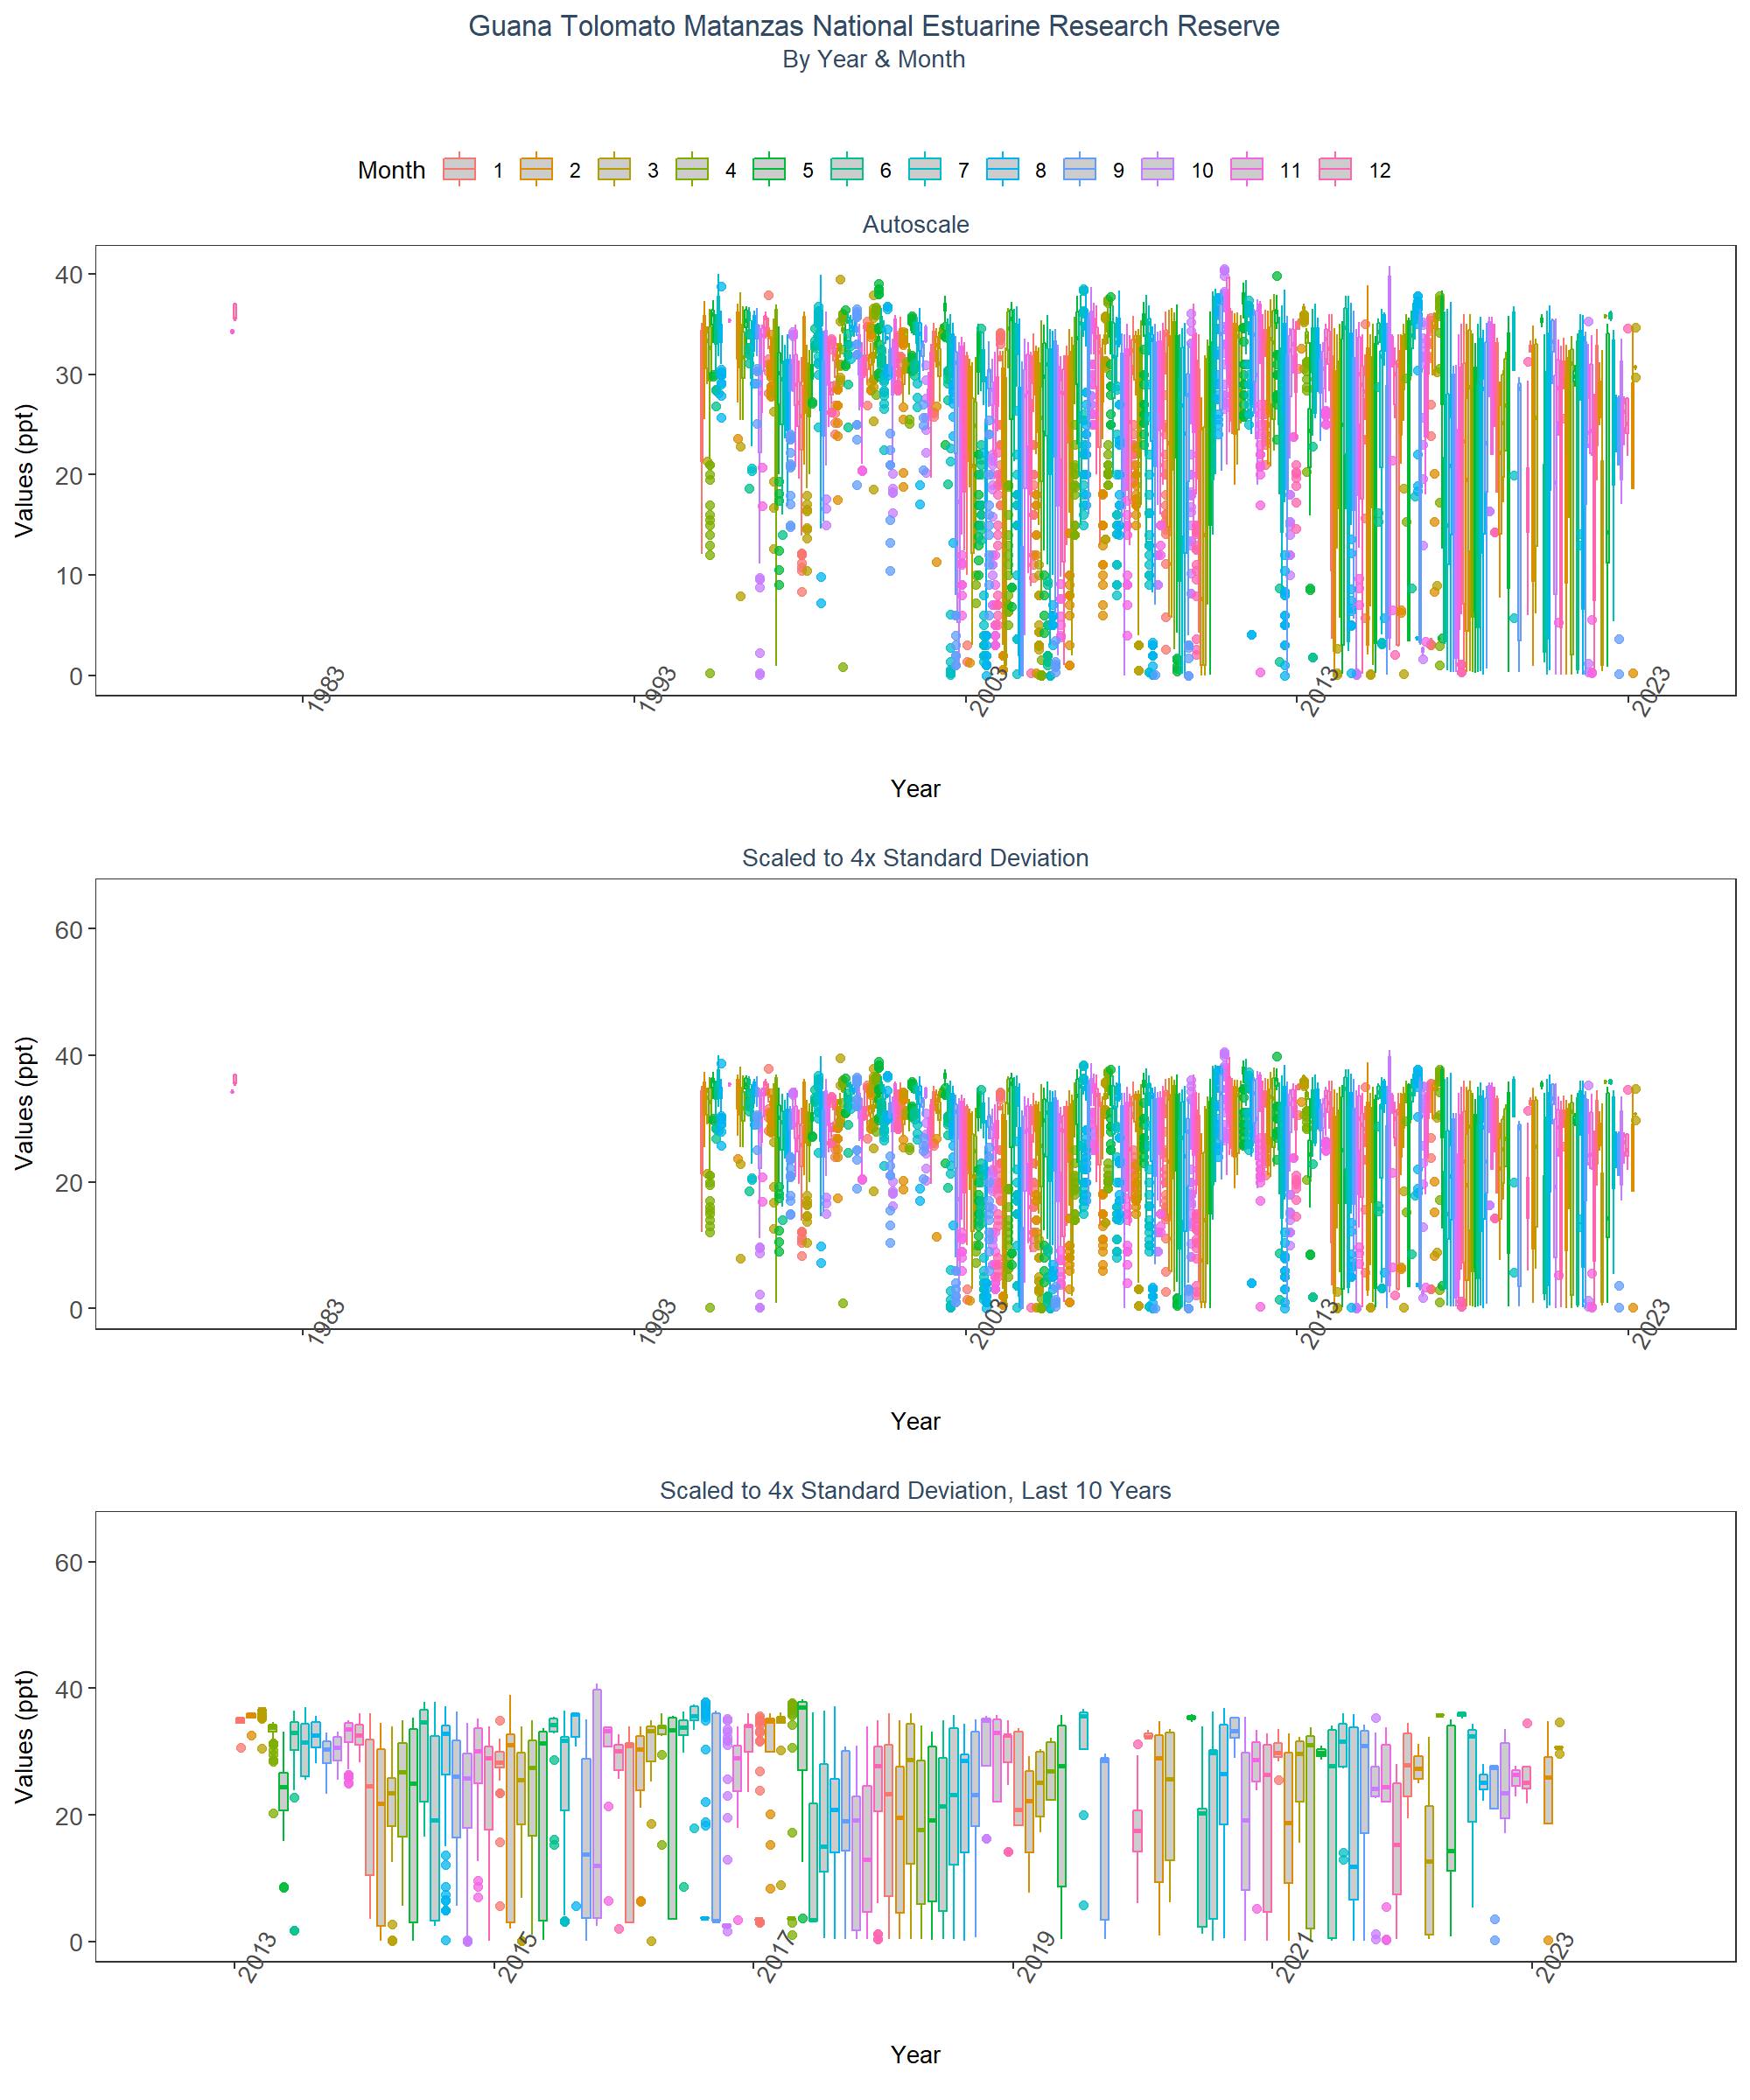 Guana Tolomato Matanzas National Estuarine Research Reserve
By Year & Month
Month 1 2 3 4 5 6 7 8 9 10 11 12
Autoscale
Values (ppt)
40
30
20
10
0
1983 1993 2003 2013 2023
Year
Scaled to 4x Standard Deviation
Values (ppt)
60
40
20
0
1983 1993 2003 2013 2023
Year
Scaled to 4x Standard Deviation, Last 10 Years
Values (ppt)
60
40
20
0
2013 2015 2017 2019 2021 2023
Year